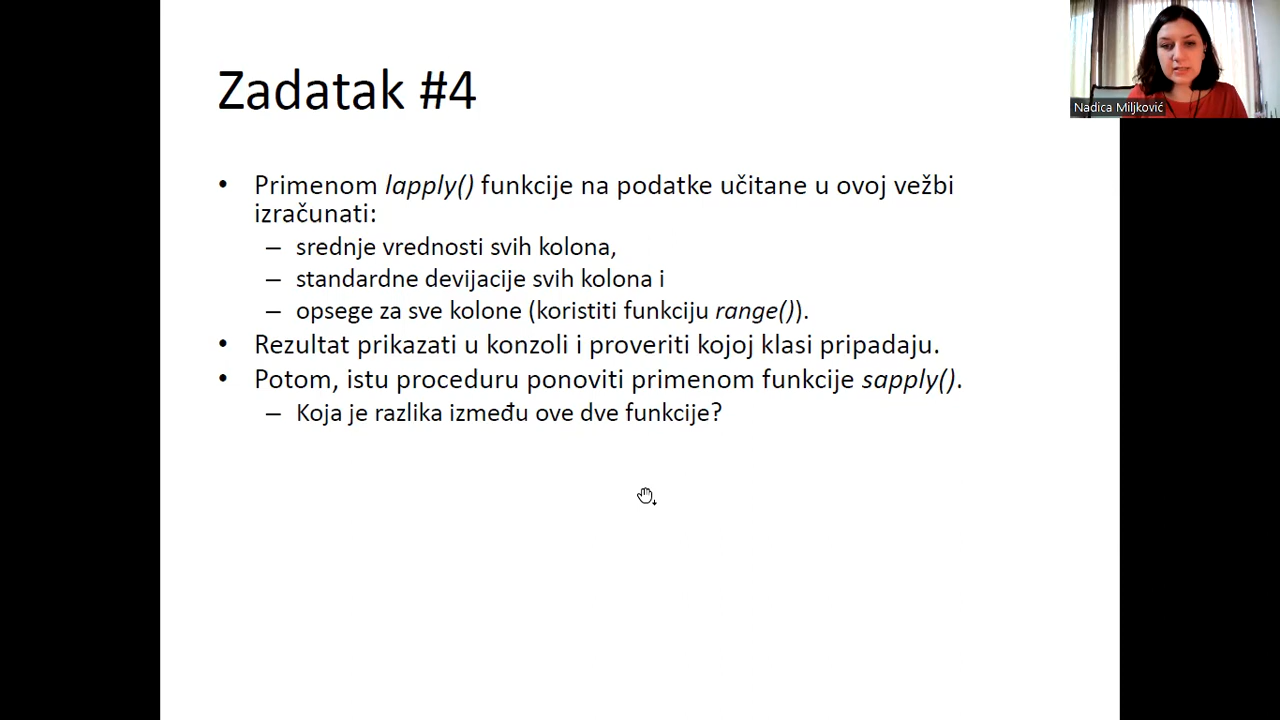 Zadatak #4
Nadica Miljković
• Primenom lapply() funkcije na podatke učitane u ovoj vežbi
izračunati:
– srednje vrednosti svih kolona,
– standardne devijacije svih kolona i
– opsege za sve kolone (koristiti funkciju range()).
• Rezultat prikazati u konzoli i proveriti kojoj klasi pripadaju.
• Potom, istu proceduru ponoviti primenom funkcije sapply().
– Koja je razlika između ove dve funkcije?